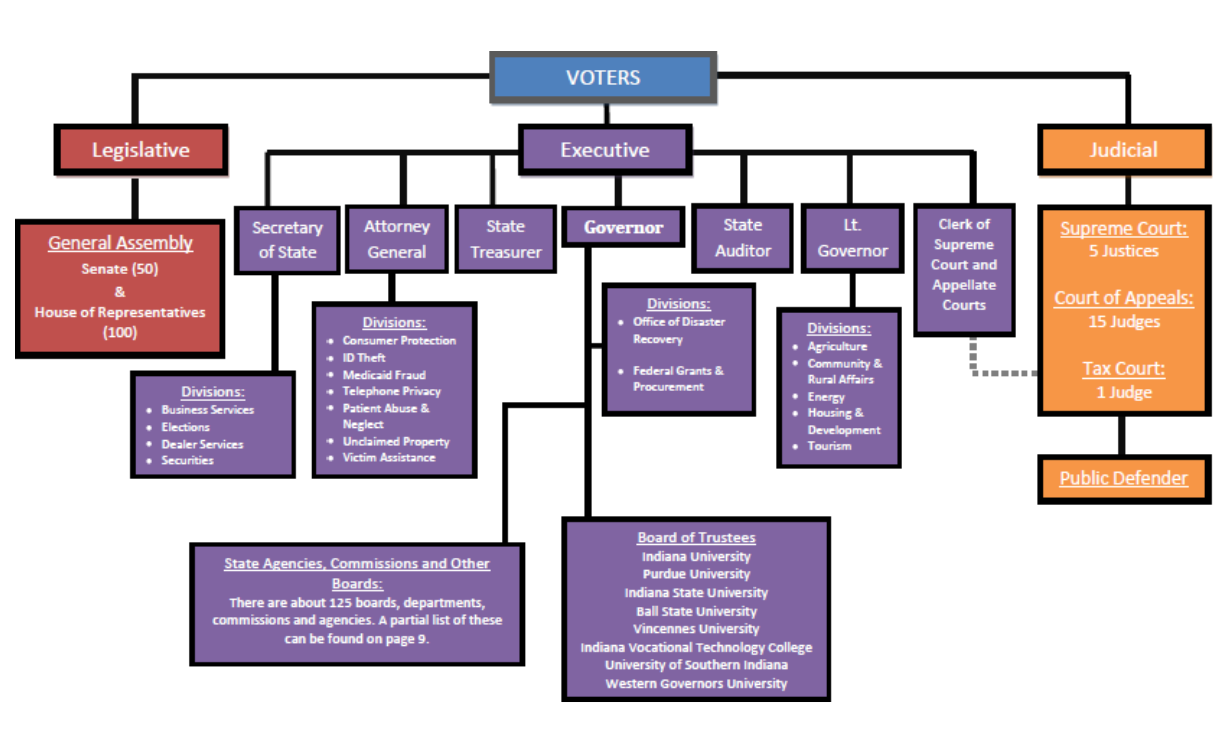 VOTERS
Legislative
Executive
Judicial
General Assembly
Senate (50)
&
House of Representatives
(100)
Secretary
of State
Attorney
General
State
Treasurer
Governor
State
Auditor
Lt.
Governor
Clerk of
Supreme
Court and
Appellate
Courts
Supreme Court:
5 Justices
Court of Appeals:
15 Judges
Tax Court:
1 Judge
Public Defender
Divisions:
• Business Services
• Elections
• Dealer Services
• Securities
Divisions:
• Consumer Protection
• ID Theft
• Medicaid Fraud
• Telephone Privacy
• Patient Abuse &
Neglect
• Unclaimed Property
• Victim Assistance
Divisions:
• Office of Disaster
Recovery
• Federal Grants &
Procurement
Divisions:
• Agriculture
• Community &
Rural Affairs
• Energy
• Housing &
Development
• Tourism
State Agencies, Commissions and Other
Boards:
There are about 125 boards, departments,
commissions and agencies. A partial list of these
can be found on page 9.
Board of Trustees
Indiana University
Purdue University
Indiana State University
Ball State University
Vincennes University
Indiana Vocational Technology College
University of Southern Indiana
Western Governors University